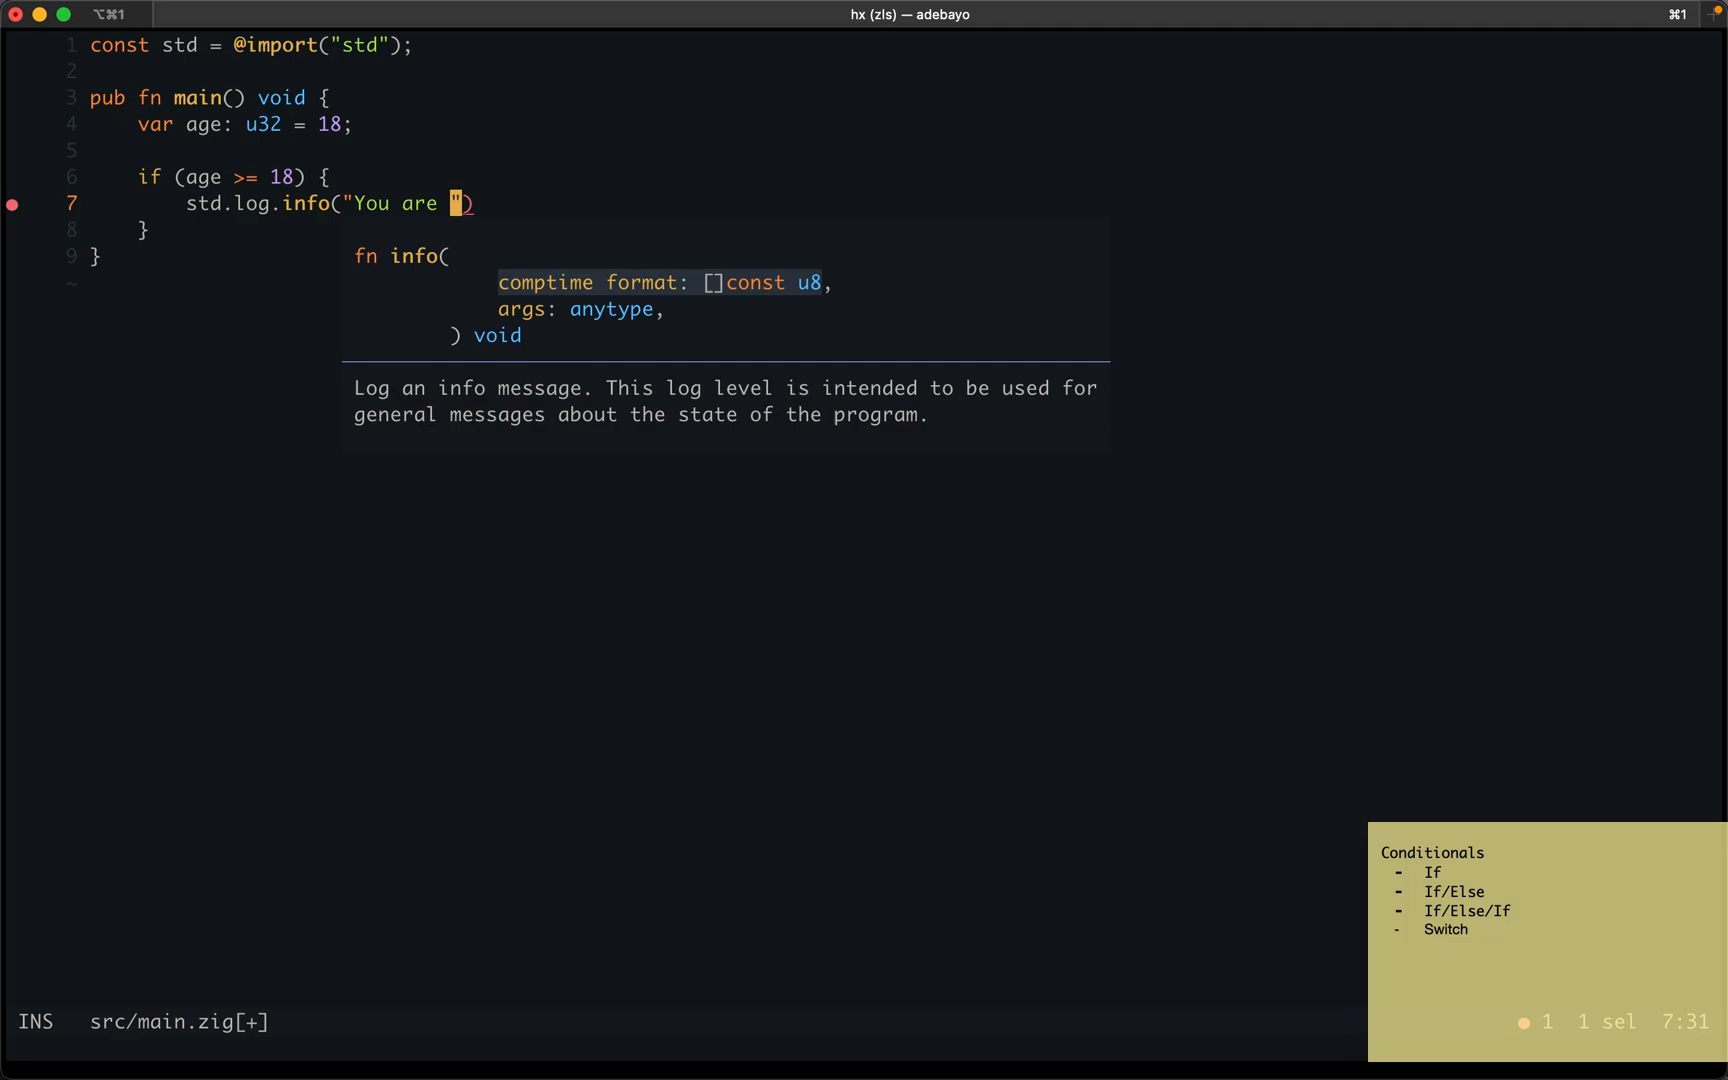 ⌥⌘1 hx (zls) — adebayo ⌘1
1 const std = @import("std");
2
3 pub fn main() void {
4 var age: u32 = 18;
5
6 if (age >= 18) {
7 std.log.info("You are ")
8 }
9 }
~
fn info(
comptime format: []const u8,
args: anytype,
) void
Log an info message. This log level is intended to be used for
general messages about the state of the program.
Conditionals
- If
- If/Else
- If/Else/If
- Switch
INS src/main.zig[+] ● 1 1 sel 7:31